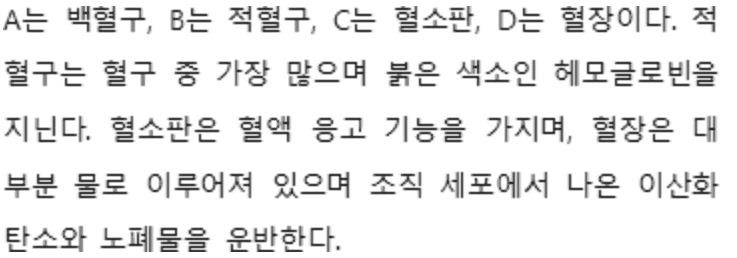 A는 백혈구, B는 적혈구, C는 혈소판, D는 혈장이다. 적
혈구는 혈구 중 가장 많으며 붉은 색소인 헤모글로빈을
지닌다. 혈소판은 혈액 응고 기능을 가지며, 혈장은 대
부분 물로 이루어져 있으며 조직 세포에서 나온 이산화
탄소와 노폐물을 운반한다.